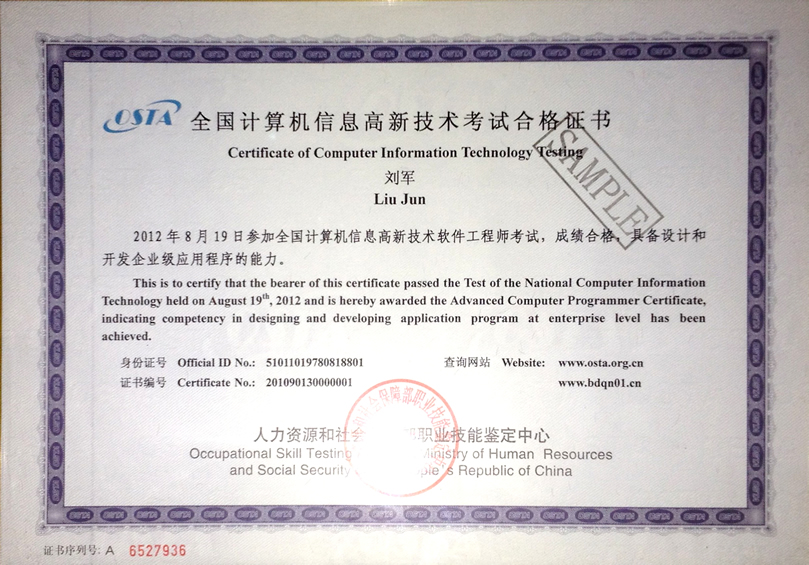 OSTA
全国计算机信息高新技术考试合格证书
Certificate of Computer Information Technology Testing
SAMPLE
刘军
Liu Jun
2012年8月19日参加全国计算机信息高新技术软件工程师考试，成绩合格，具备设计和
开发企业级应用程序的能力。
This is to certify that the bearer of this certificate passed the Test of the National Computer Information
Technology held on August 19th, 2012 and is hereby awarded the Advanced Computer Programmer Certificate,
indicating competency in designing and developing application program at enterprise level has been
achieved.
身份证号 Official ID No.: 51011019780818801 查询网站 Website: www.osta.org.cn
证书编号 Certificate No.: 201090130000001 www.bdqn01.cn
人力资源和社会 部职业技能鉴定中心
Occupational Skill Testing Ministry of Human Resources
and Social Security Republic of China
证书序列号: A 6527936